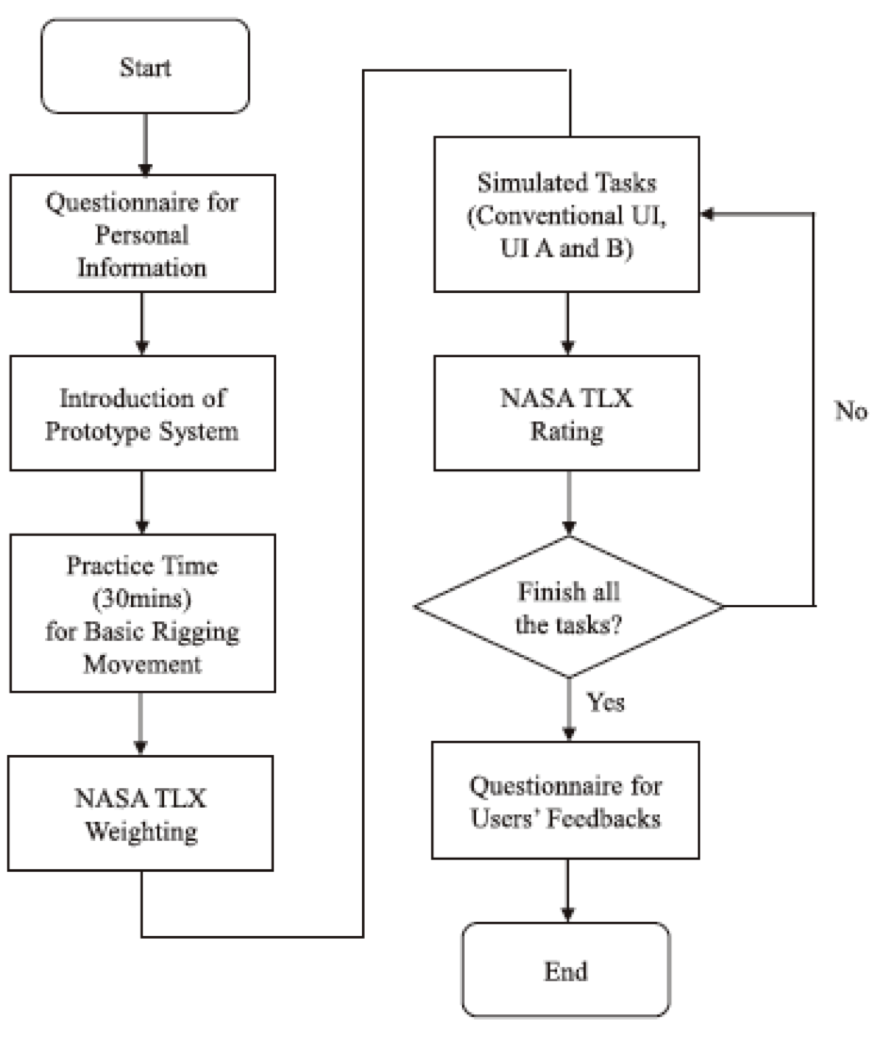 Start
Questionnaire for
Personal
Information
Introduction of
Prototype System
Practice Time
(30mins)
for Basic Rigging
Movement
NASA TLX
Weighting
Simulated Tasks
(Conventional UI,
UI A and B)
NASA TLX
Rating
No
Finish all
the tasks?
Yes
Questionnaire for
Users’ Feedbacks
End